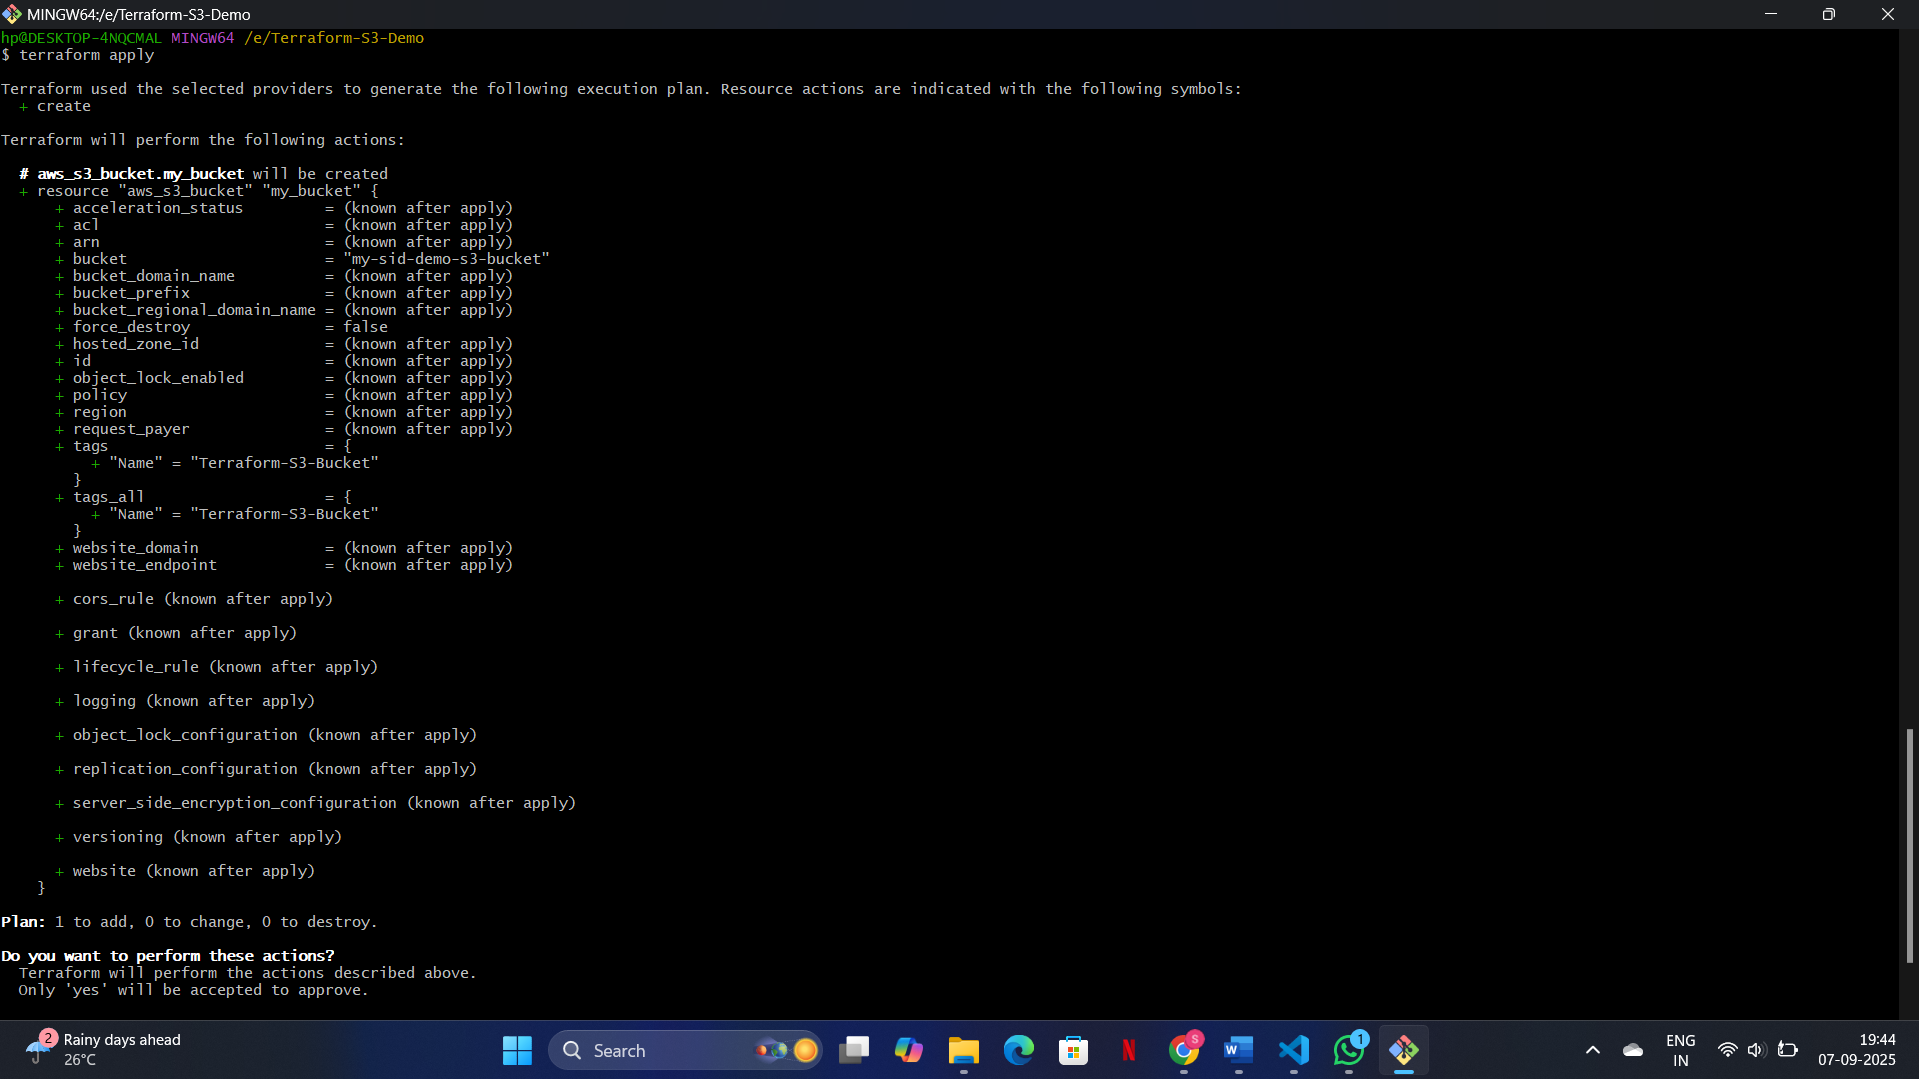 MINGW64:/e/Terraform-S3-Demo
hp@DESKTOP-4NQCMAL MINGW64 /e/Terraform-S3-Demo
$ terraform apply
Terraform used the selected providers to generate the following execution plan. Resource actions are indicated with the following symbols:
  + create
Terraform will perform the following actions:
  # aws_s3_bucket.my_bucket will be created
  + resource "aws_s3_bucket" "my_bucket" {
      + acceleration_status         = (known after apply)
      + acl                         = (known after apply)
      + arn                         = (known after apply)
      + bucket                      = "my-sid-demo-s3-bucket"
      + bucket_domain_name          = (known after apply)
      + bucket_prefix               = (known after apply)
      + bucket_regional_domain_name = (known after apply)
      + force_destroy               = false
      + hosted_zone_id              = (known after apply)
      + id                          = (known after apply)
      + object_lock_enabled         = (known after apply)
      + policy                      = (known after apply)
      + region                      = (known after apply)
      + request_payer               = (known after apply)
      + tags                        = {
          + "Name" = "Terraform-S3-Bucket"
        }
      + tags_all                    = {
          + "Name" = "Terraform-S3-Bucket"
        }
      + website_domain              = (known after apply)
      + website_endpoint            = (known after apply)
      + cors_rule (known after apply)
      + grant (known after apply)
      + lifecycle_rule (known after apply)
      + logging (known after apply)
      + object_lock_configuration (known after apply)
      + replication_configuration (known after apply)
      + server_side_encryption_configuration (known after apply)
      + versioning (known after apply)
      + website (known after apply)
    }
Plan: 1 to add, 0 to change, 0 to destroy.
Do you want to perform these actions?
  Terraform will perform the actions described above.
  Only 'yes' will be accepted to approve.
2
Rainy days ahead
26°C
Search
N
S
W
1
ENG
IN
19:44
07-09-2025